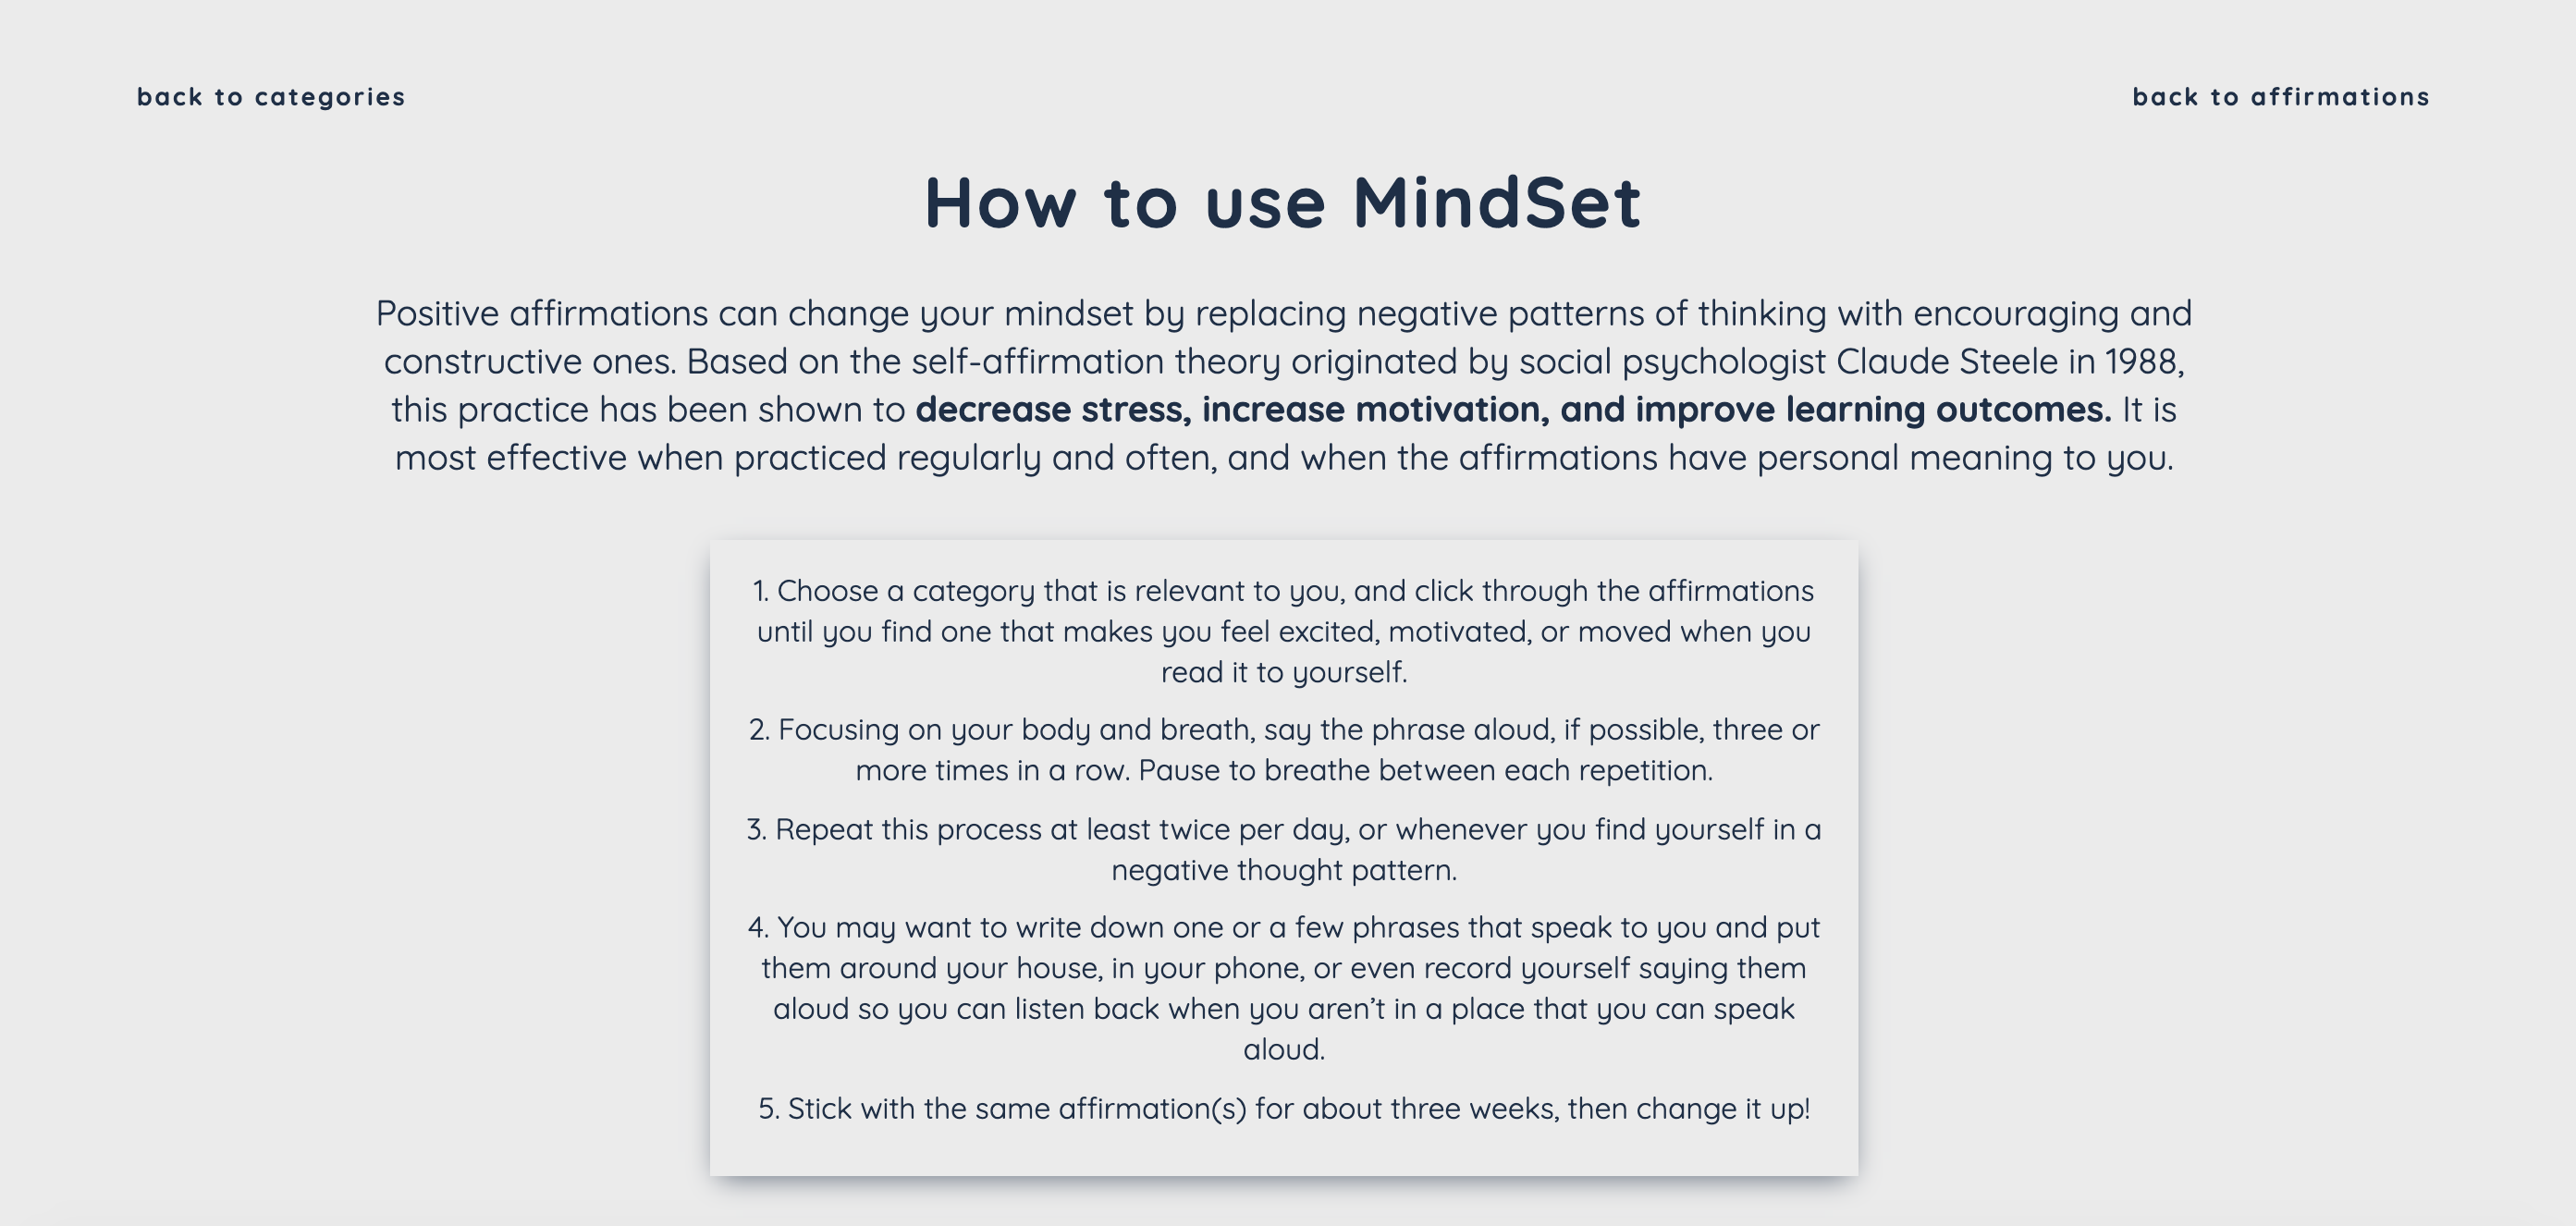 back to categories
back to affirmations
How to use MindSet
Positive affirmations can change your mindset by replacing negative patterns of thinking with encouraging and
constructive ones. Based on the self-affirmation theory originated by social psychologist Claude Steele in 1988,
this practice has been shown to decrease stress, increase motivation, and improve learning outcomes. It is
most effective when practiced regularly and often, and when the affirmations have personal meaning to you.
1. Choose a category that is relevant to you, and click through the affirmations
until you find one that makes you feel excited, motivated, or moved when you
read it to yourself.
2. Focusing on your body and breath, say the phrase aloud, if possible, three or
more times in a row. Pause to breathe between each repetition.
3. Repeat this process at least twice per day, or whenever you find yourself in a
negative thought pattern.
4. You may want to write down one or a few phrases that speak to you and put
them around your house, in your phone, or even record yourself saying them
aloud so you can listen back when you aren’t in a place that you can speak
aloud.
5. Stick with the same affirmation(s) for about three weeks, then change it up!